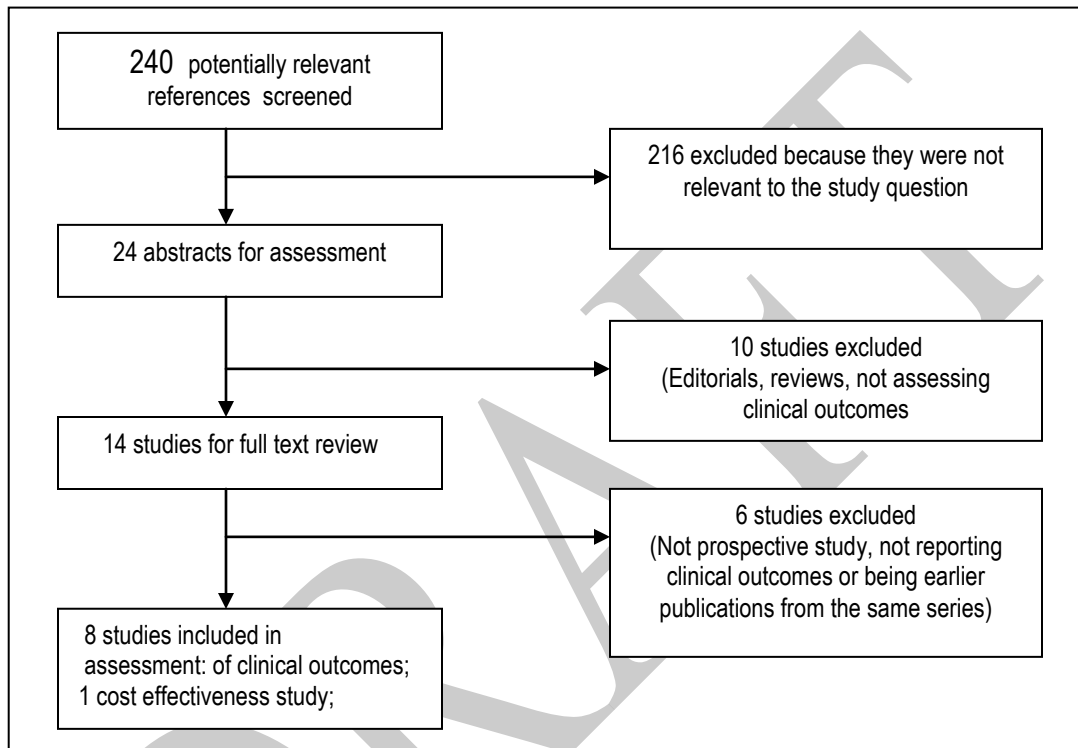 240 potentially relevant
references screened
216 excluded because they were not
relevant to the study question
24 abstracts for assessment
10 studies excluded
(Editorials, reviews, not assessing
clinical outcomes
14 studies for full text review
6 studies excluded
(Not prospective study, not reporting
clinical outcomes or being earlier
publications from the same series)
8 studies included in
assessment: of clinical outcomes;
1 cost effectiveness study;
DRAFT